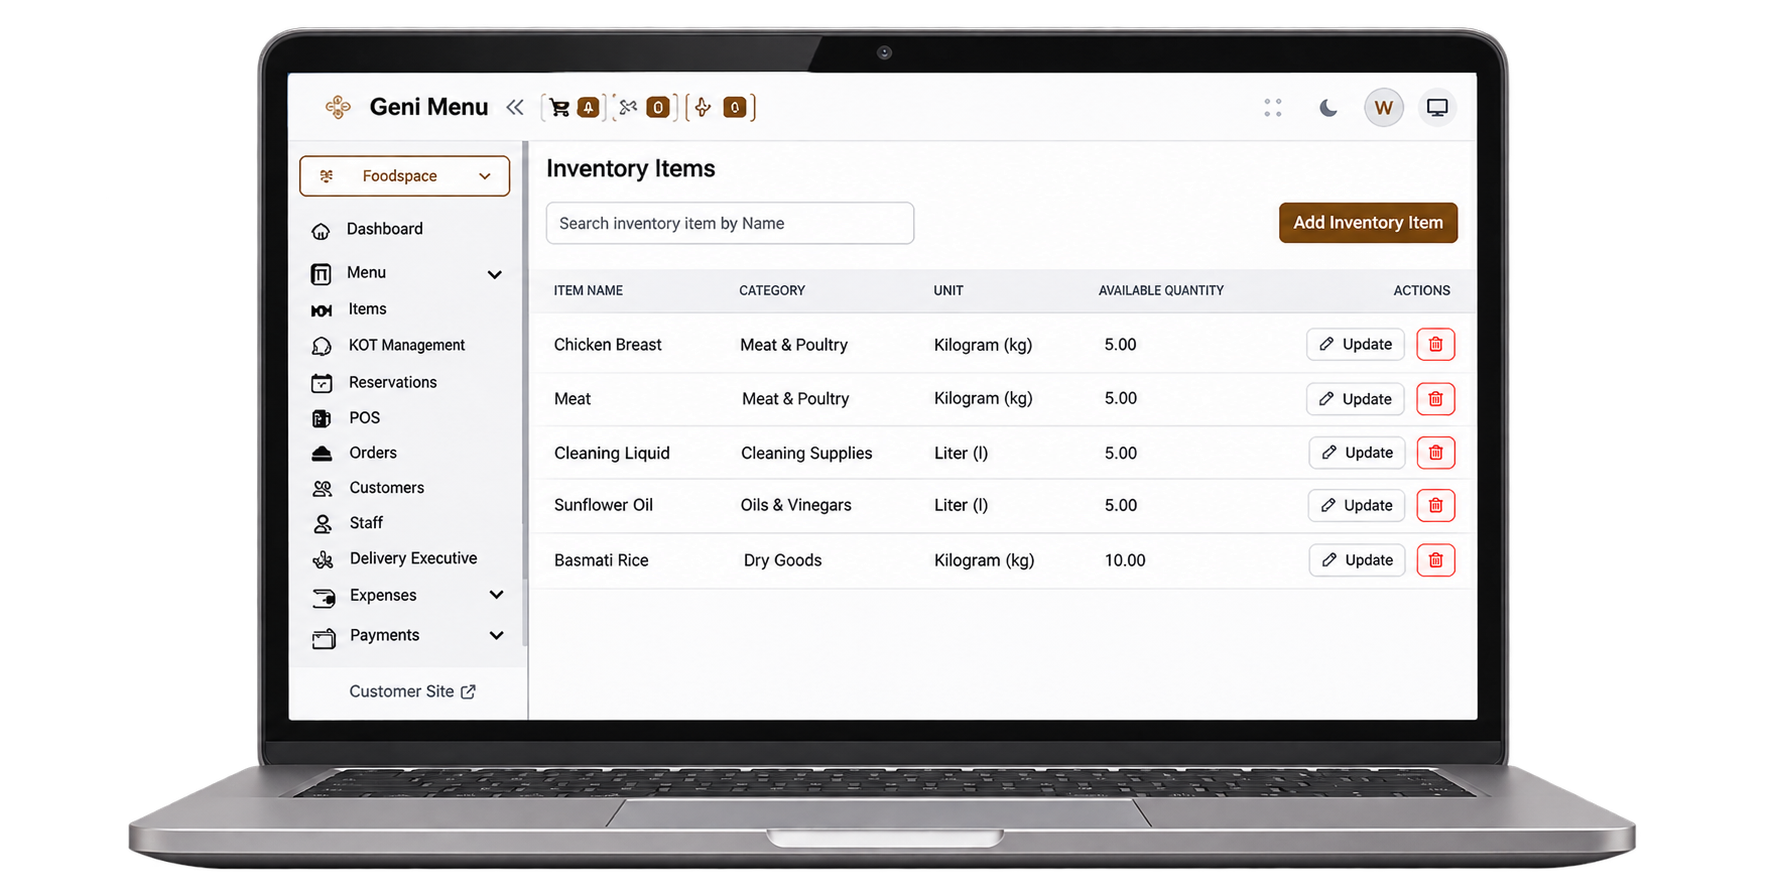 Geni Menu
0
0
Foodspace
Dashboard
Menu
Items
KOT Management
Reservations
POS
Orders
Customers
Staff
Delivery Executive
Expenses
Payments
Customer Site
W
Inventory Items
Search inventory item by Name
Add Inventory Item
ITEM NAME CATEGORY UNIT AVAILABLE QUANTITY ACTIONS
Chicken Breast Meat & Poultry Kilogram (kg) 5.00 Update
Meat Meat & Poultry Kilogram (kg) 5.00 Update
Cleaning Liquid Cleaning Supplies Liter (l) 5.00 Update
Sunflower Oil Oils & Vinegars Liter (l) 5.00 Update
Basmati Rice Dry Goods Kilogram (kg) 10.00 Update